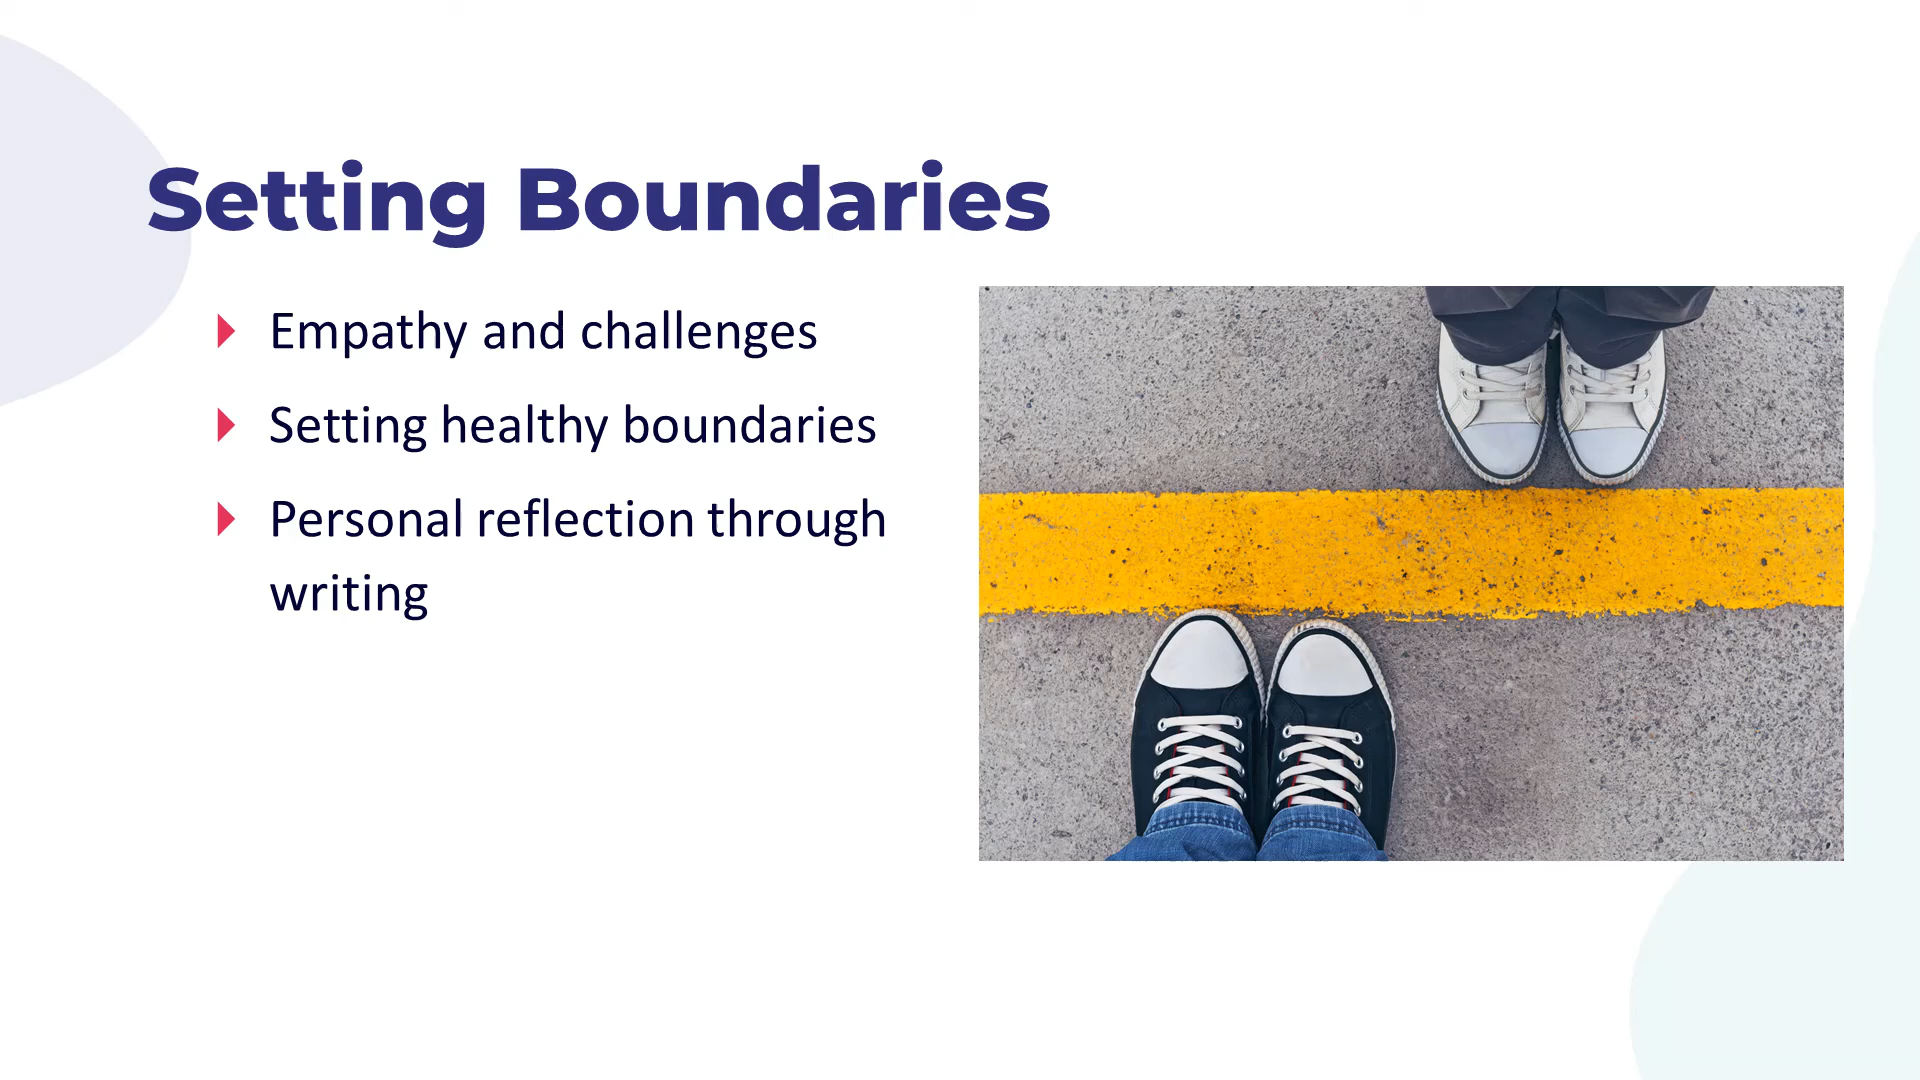 Setting Boundaries
Empathy and challenges
Setting healthy boundaries
Personal reflection through
writing